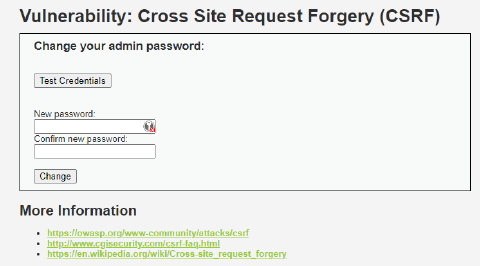 Vulnerability: Cross Site Request Forgery (CSRF)
Change your admin password:
Test Credentials
New password:
Confirm new password:
Change
More Information
https://owasp.org/www-community/attacks/csrf
http://www.cgisecurity.com/csrf-faq.html
https://en.wikipedia.org/wiki/Cross-site_request_forgery